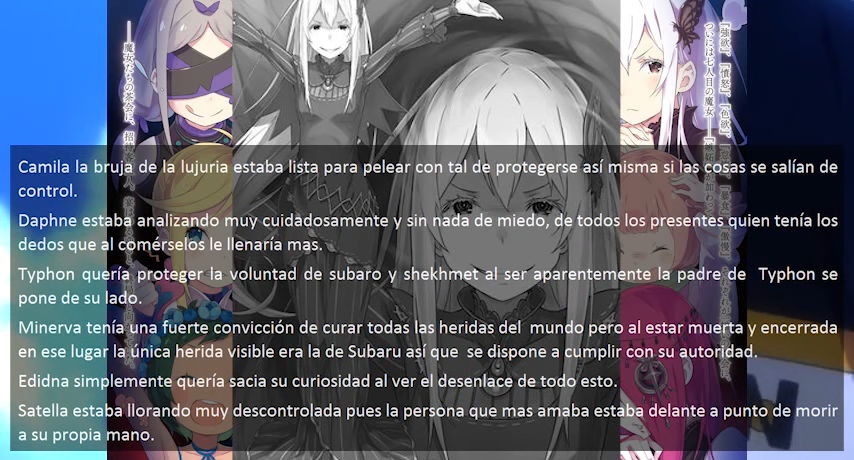 Camila la bruja de la lujuria estaba lista para pelear con tal de protegerse así misma si las cosas se salían de
control.
Daphne estaba analizando muy cuidadosamente y sin nada de miedo, de todos los presentes quien tenía los
dedos que al comérselos le llenaría mas.
Typhon quería proteger la voluntad de subaro y shekhmet al ser aparentemente la padre de Typhon se
pone de su lado.
Minerva tenía una fuerte convicción de curar todas las heridas del mundo pero al estar muerta y encerrada
en ese lugar la única herida visible era la de Subaru así que se dispone a cumplir con su autoridad.
Edidna simplemente quería sacia su curiosidad al ver el desenlace de todo esto.
Satella estaba llorando muy descontrolada pues la persona que mas amaba estaba delante a punto de morir
a su propia mano.